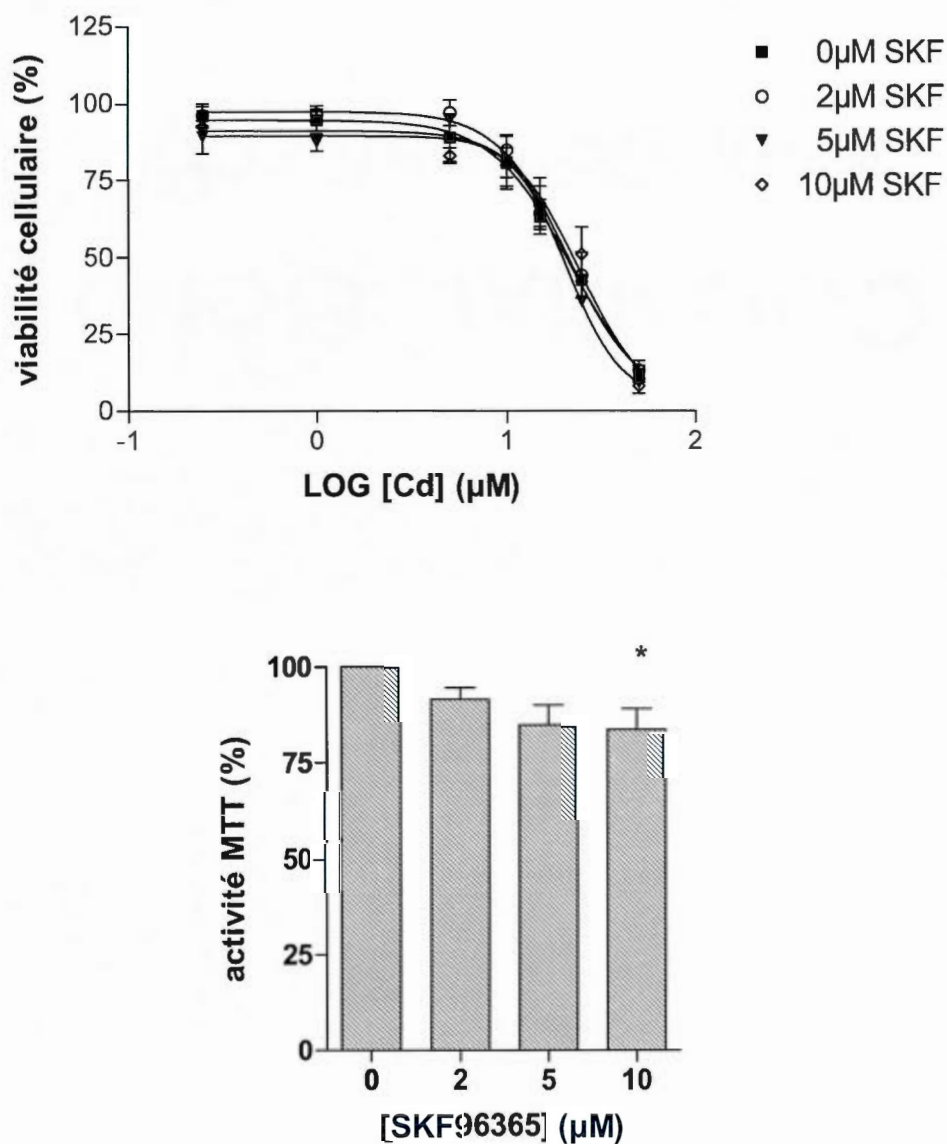 125
100
75
50
25
0
-1 0 1 2
viabilité cellulaire (%)
LOG [Cd] (µM)
0µM SKF
2µM SKF
5µM SKF
10µM SKF
*
100
75
50
25
0
0 2 5 10
activité MTT (%)
[SKF96365] (µM)